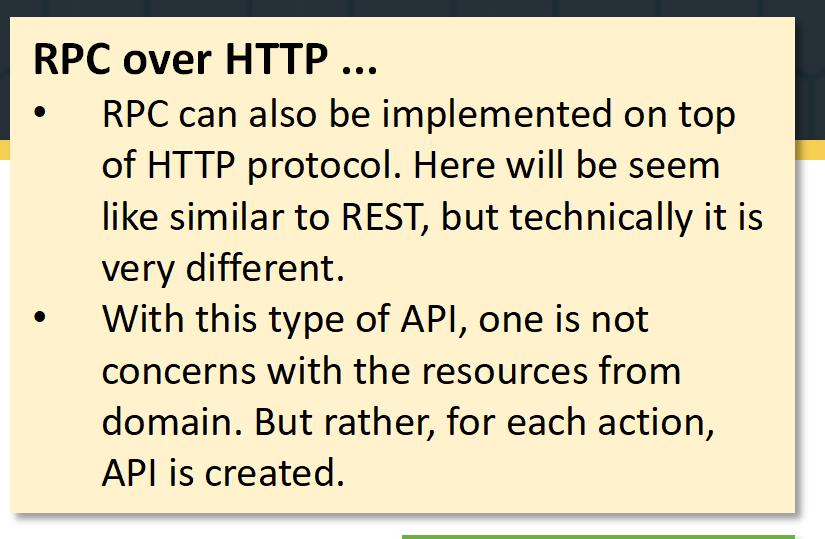 RPC over HTTP ...
• RPC can also be implemented on top
of HTTP protocol. Here will be seem
like similar to REST, but technically it is
very different.
• With this type of API, one is not
concerns with the resources from
domain. But rather, for each action,
API is created.